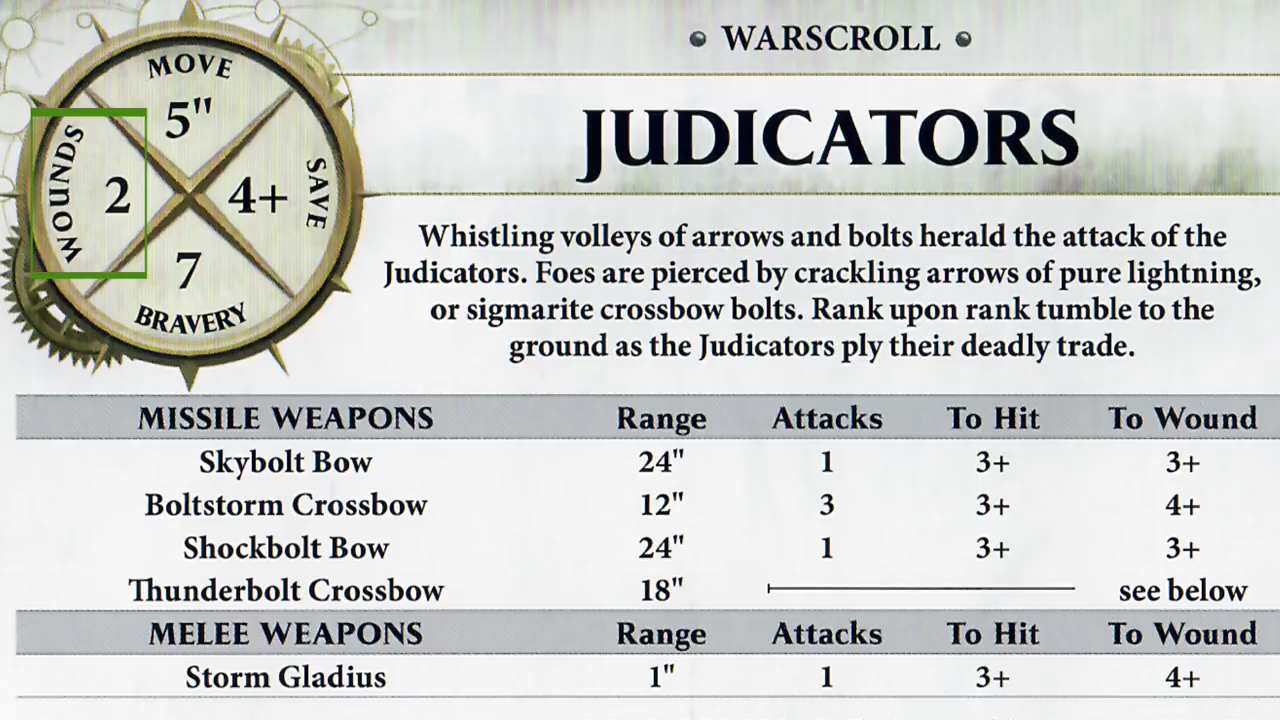 • WARSCROLL •
MOVE
5"
WOUNDS
2
4+
SAVE
7
BRAVERY
JUDICATORS
Whistling volleys of arrows and bolts herald the attack of the
Judicators. Foes are pierced by crackling arrows of pure lightning,
or sigmarite crossbow bolts. Rank upon rank tumble to the
ground as the Judicators ply their deadly trade.
MISSILE WEAPONS Range Attacks To Hit To Wound
Skybolt Bow 24" 1 3+ 3+
Boltstorm Crossbow 12" 3 3+ 4+
Shockbolt Bow 24" 1 3+ 3+
Thunderbolt Crossbow 18" see below
MELEE WEAPONS Range Attacks To Hit To Wound
Storm Gladius 1" 1 3+ 4+